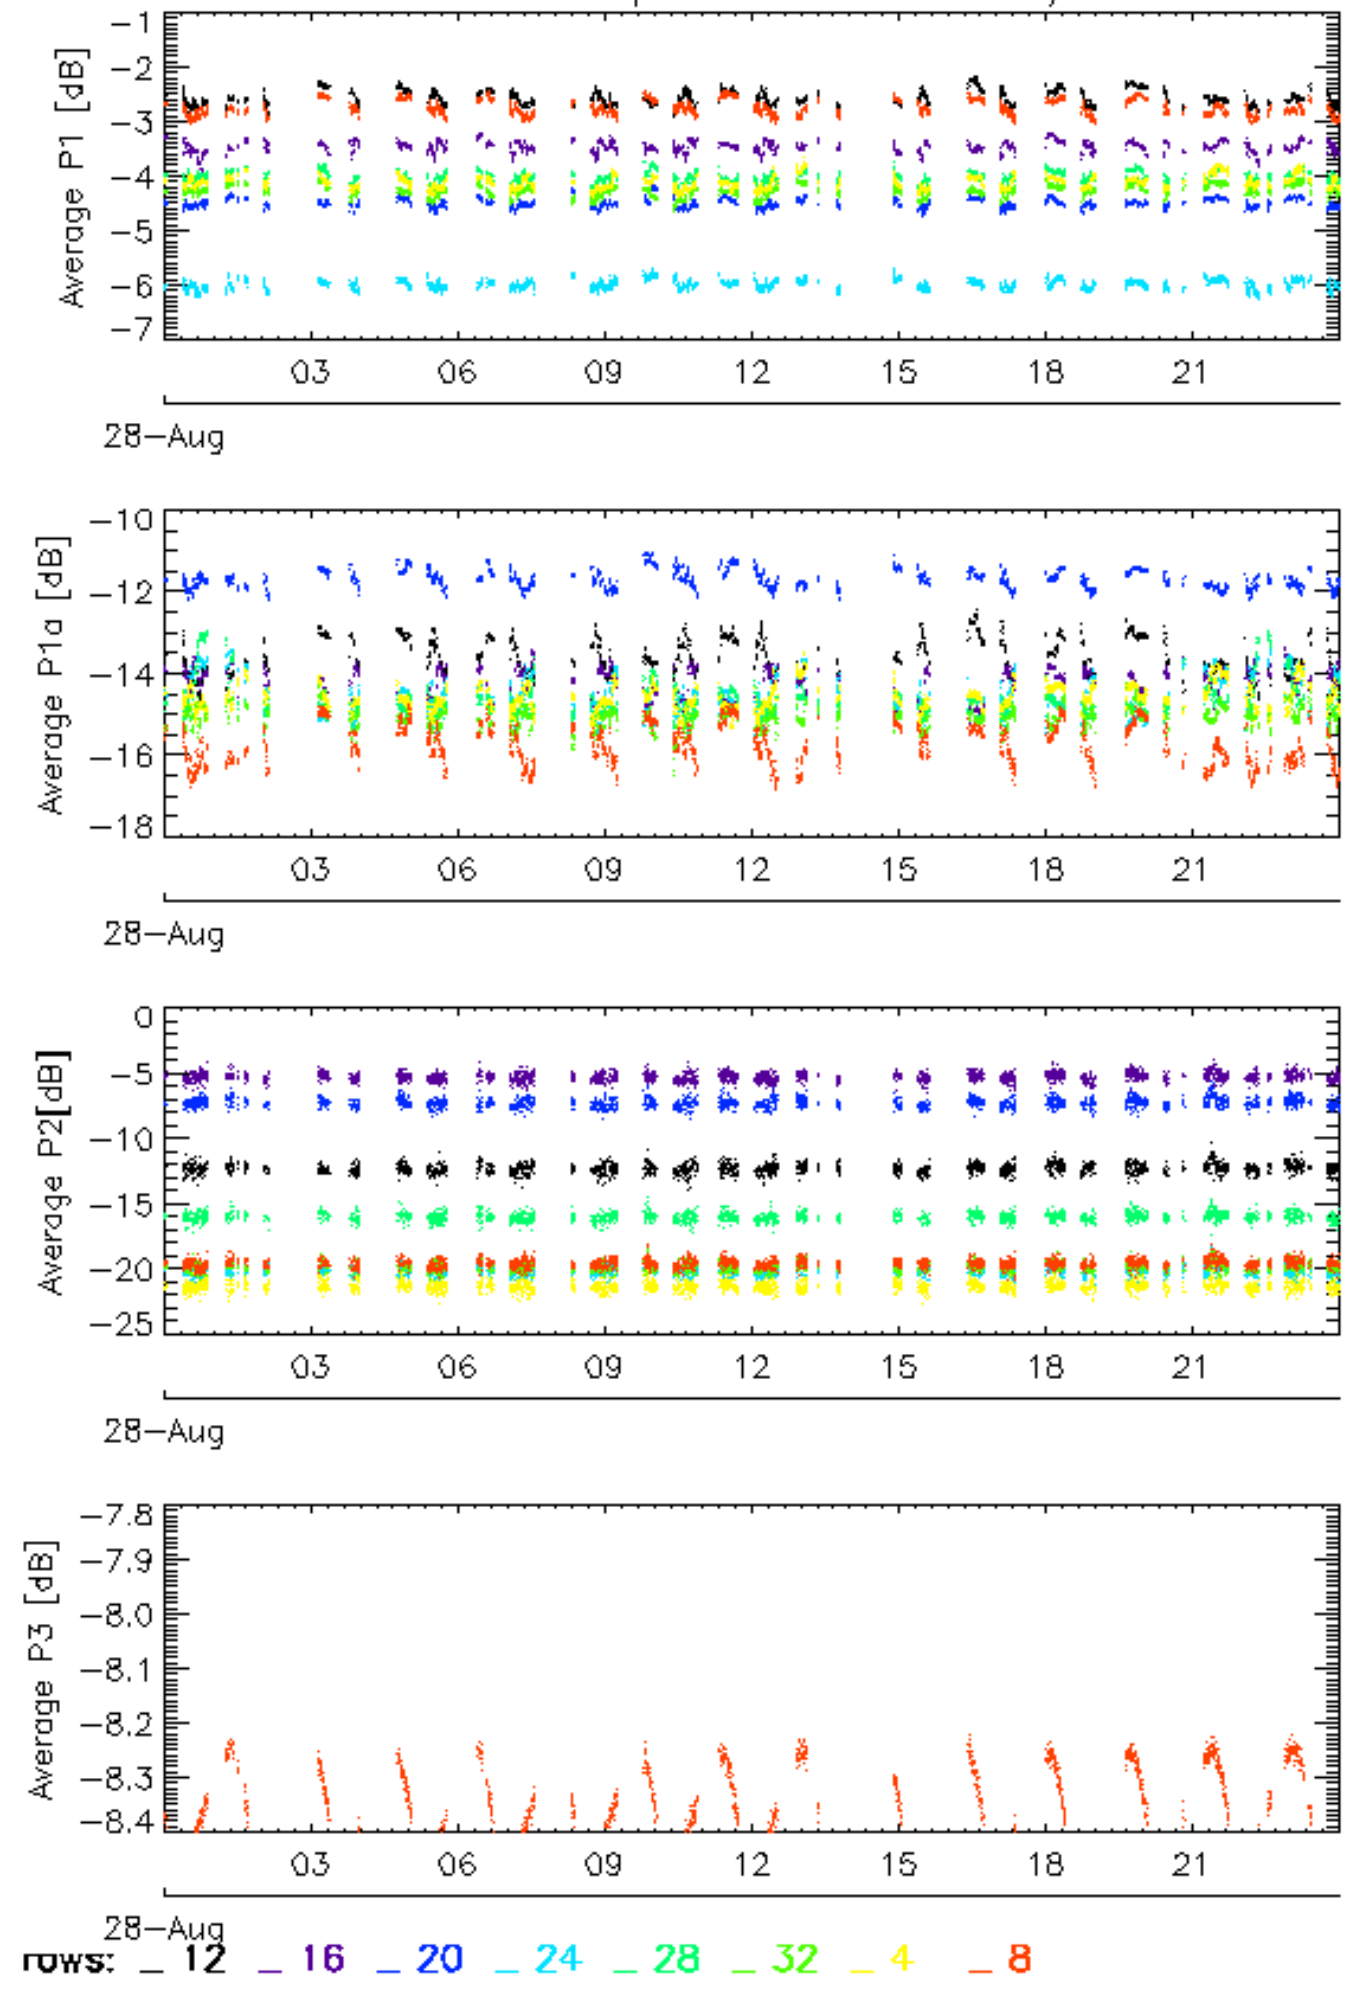 Average P1 [dB]
−1
−2
−3
−4
−5
−6
−7
03 06 09 12 15 18 21
28−Aug
Average P1a [dB]
−10
−12
−14
−16
−18
03 06 09 12 15 18 21
28−Aug
Average P2[dB]
0
−5
−10
−15
−20
−25
03 06 09 12 15 18 21
28−Aug
Average P3 [dB]
−7.8
−7.9
−8.0
−8.1
−8.2
−8.3
−8.4
03 06 09 12 15 18 21
28−Aug
rows: _ 12 _ 16 _ 20 _ 24 _ 28 _ 32 _ 4 _ 8